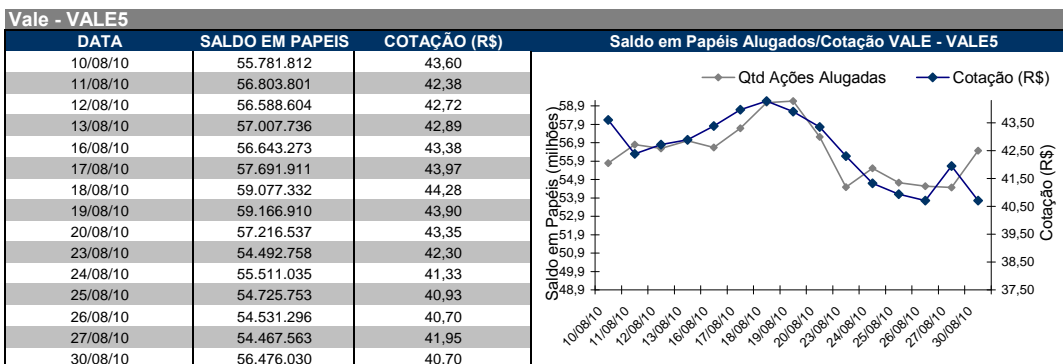 Vale - VALE5
DATA SALDO EM PAPEIS COTAÇÃO (R$)
10/08/10 55.781.812 43,60
11/08/10 56.803.801 42,38
12/08/10 56.588.604 42,72
13/08/10 57.007.736 42,89
16/08/10 56.643.273 43,38
17/08/10 57.691.911 43,97
18/08/10 59.077.332 44,28
19/08/10 59.166.910 43,90
20/08/10 57.216.537 43,35
23/08/10 54.492.758 42,30
24/08/10 55.511.035 41,33
25/08/10 54.725.753 40,93
26/08/10 54.531.296 40,70
27/08/10 54.467.563 41,95
30/08/10 56.476.030 40,70
Saldo em Papéis Alugados/Cotação VALE - VALE5
Qtd Ações Alugadas Cotação (R$)
Saldo em Papéis (milhões)
58,9
57,9
56,9
55,9
54,9
53,9
52,9
51,9
50,9
49,9
48,9
43,50
42,50
41,50
40,50
39,50
38,50
37,50
Cotação (R$)
10/08/10
11/08/10
12/08/10
13/08/10
16/08/10
17/08/10
18/08/10
19/08/10
20/08/10
23/08/10
24/08/10
25/08/10
26/08/10
27/08/10
30/08/10